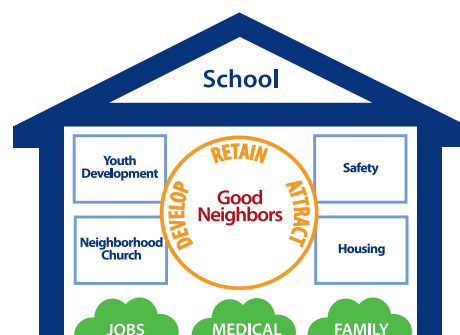 School
Youth
Development
RETAIN
DEVELOP
ATTRACT
Good
Neighbors
Safety
Neighborhood
Church
Housing
JOBS
MEDICAL
FAMILY